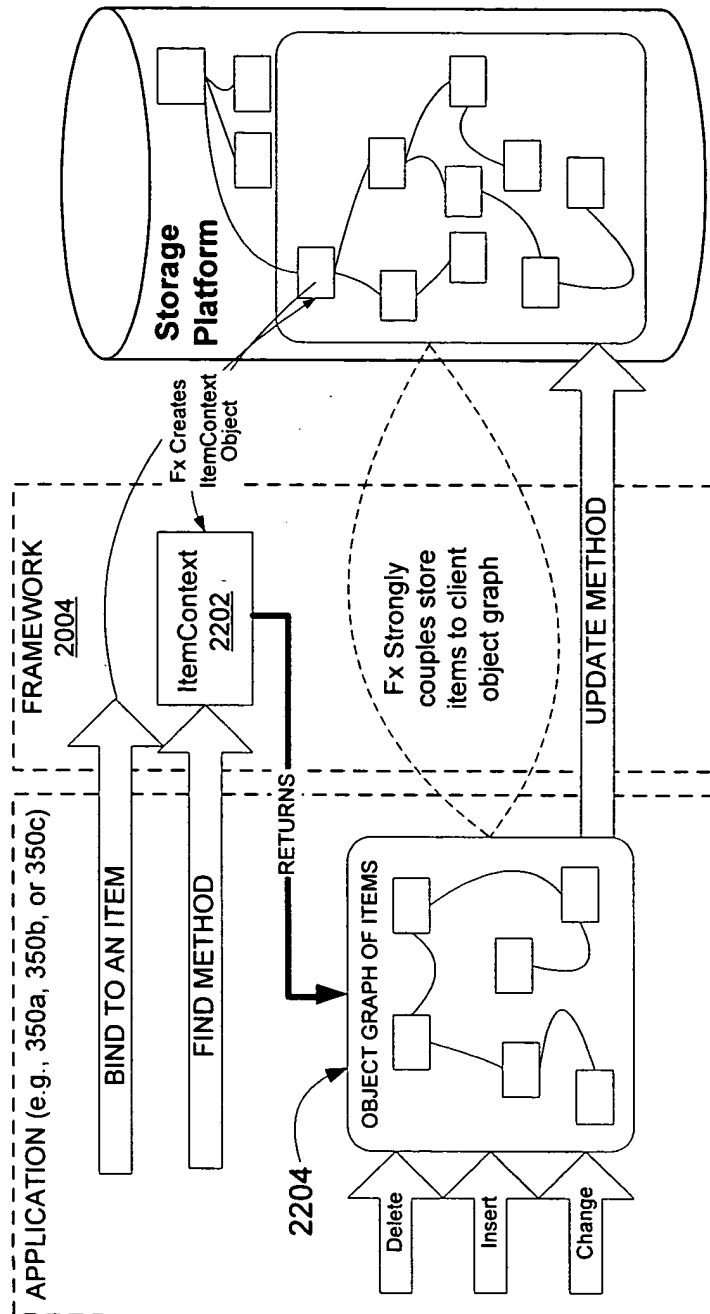 APPLICATION (e.g., 350a, 350b, or 350c)
BIND TO AN ITEM
FIND METHOD
FRAMEWORK
2004
ItemContext
2202
Fx Creates
ItemContext
Object
Storage
Platform
RETURNS
2204
Delete
Insert
Change
OBJECT GRAPH OF ITEMS
Fx Strongly
couples store
items to client
object graph
UPDATE METHOD